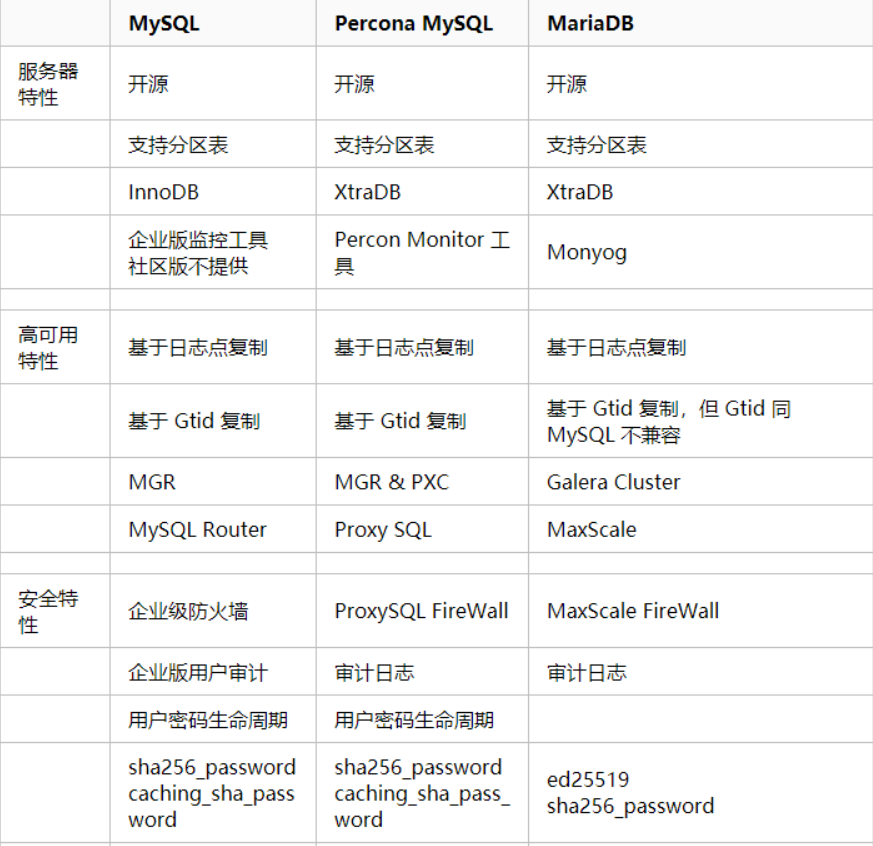 MySQL Percona MySQL MariaDB
服务器
特性
开源 开源 开源
支持分区表 支持分区表 支持分区表
InnoDB XtraDB XtraDB
企业版监控工具
社区版不提供
Percon Monitor 工
具
Monyog
高可用
特性
基于日志点复制 基于日志点复制 基于日志点复制
基于 Gtid 复制 基于 Gtid 复制
基于 Gtid 复制，但 Gtid 同
MySQL 不兼容
MGR MGR & PXC Galera Cluster
MySQL Router Proxy SQL MaxScale
安全特
性
企业级防火墙 ProxySQL FireWall MaxScale FireWall
企业版用户审计 审计日志 审计日志
用户密码生命周期 用户密码生命周期
sha256_password
caching_sha_pass
word
sha256_password
caching_sha_pass_
word
ed25519
sha256_password